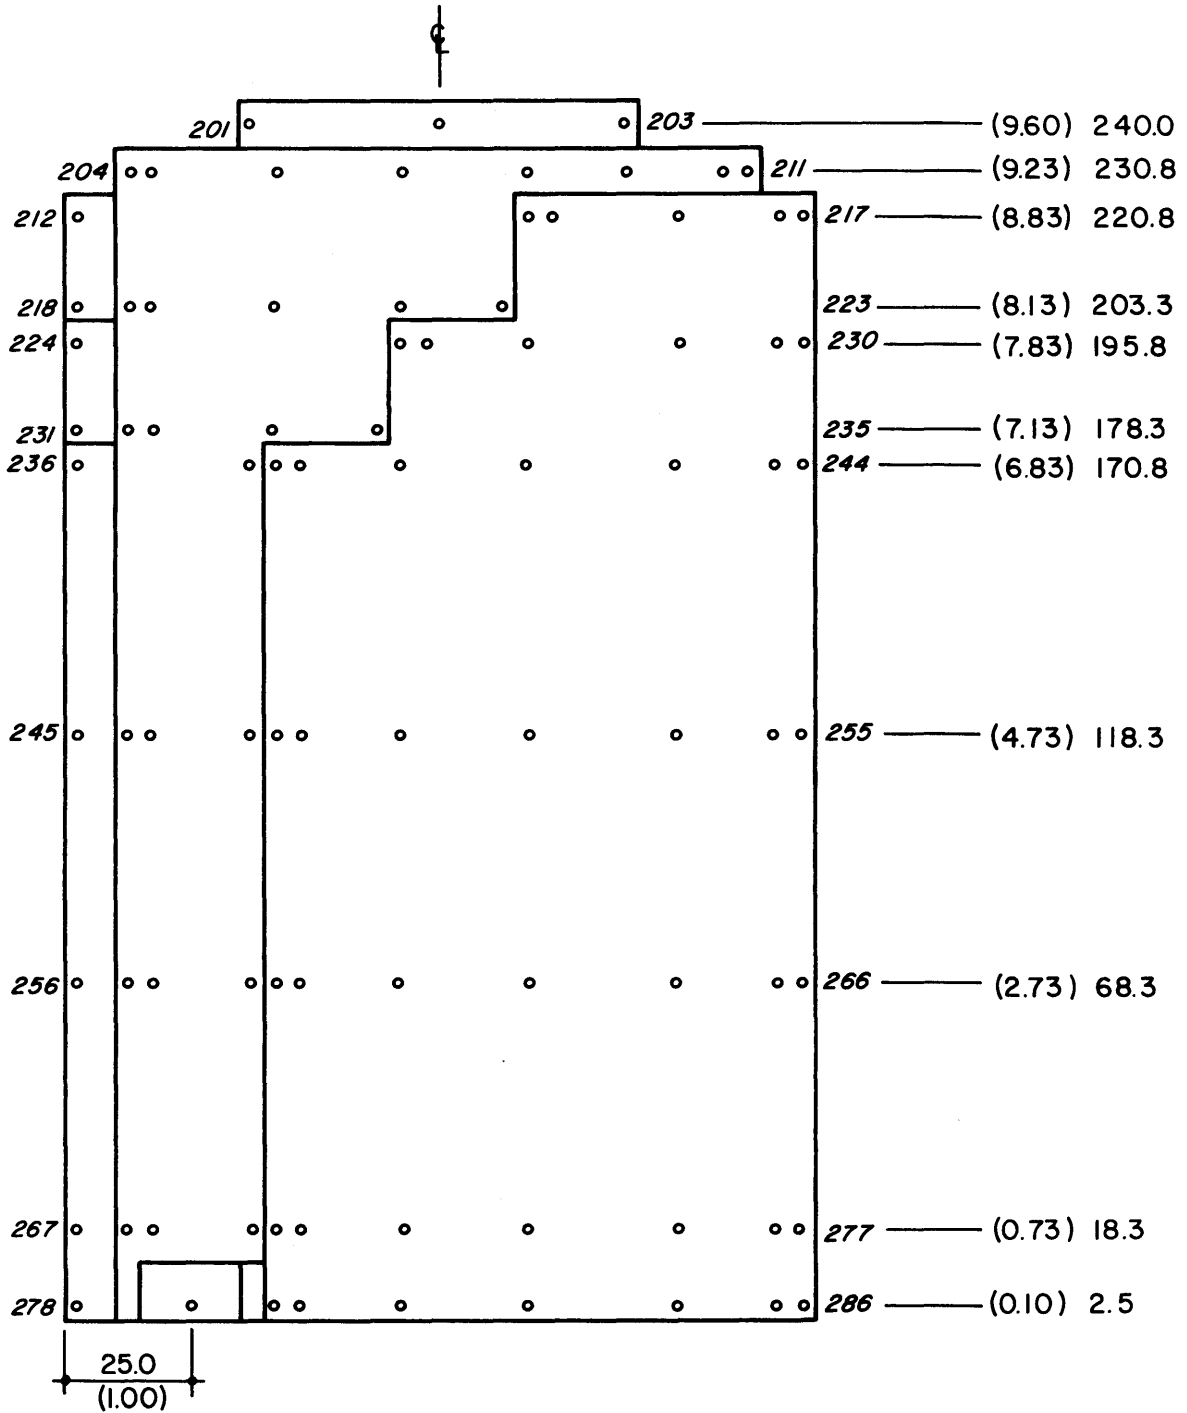 ℄
201 203 (9.60) 240.0
204 211 (9.23) 230.8
212 217 (8.83) 220.8
218 223 (8.13) 203.3
224 230 (7.83) 195.8
231 235 (7.13) 178.3
236 244 (6.83) 170.8
245 255 (4.73) 118.3
256 266 (2.73) 68.3
267 277 (0.73) 18.3
278 286 (0.10) 2.5
25.0
(1.00)